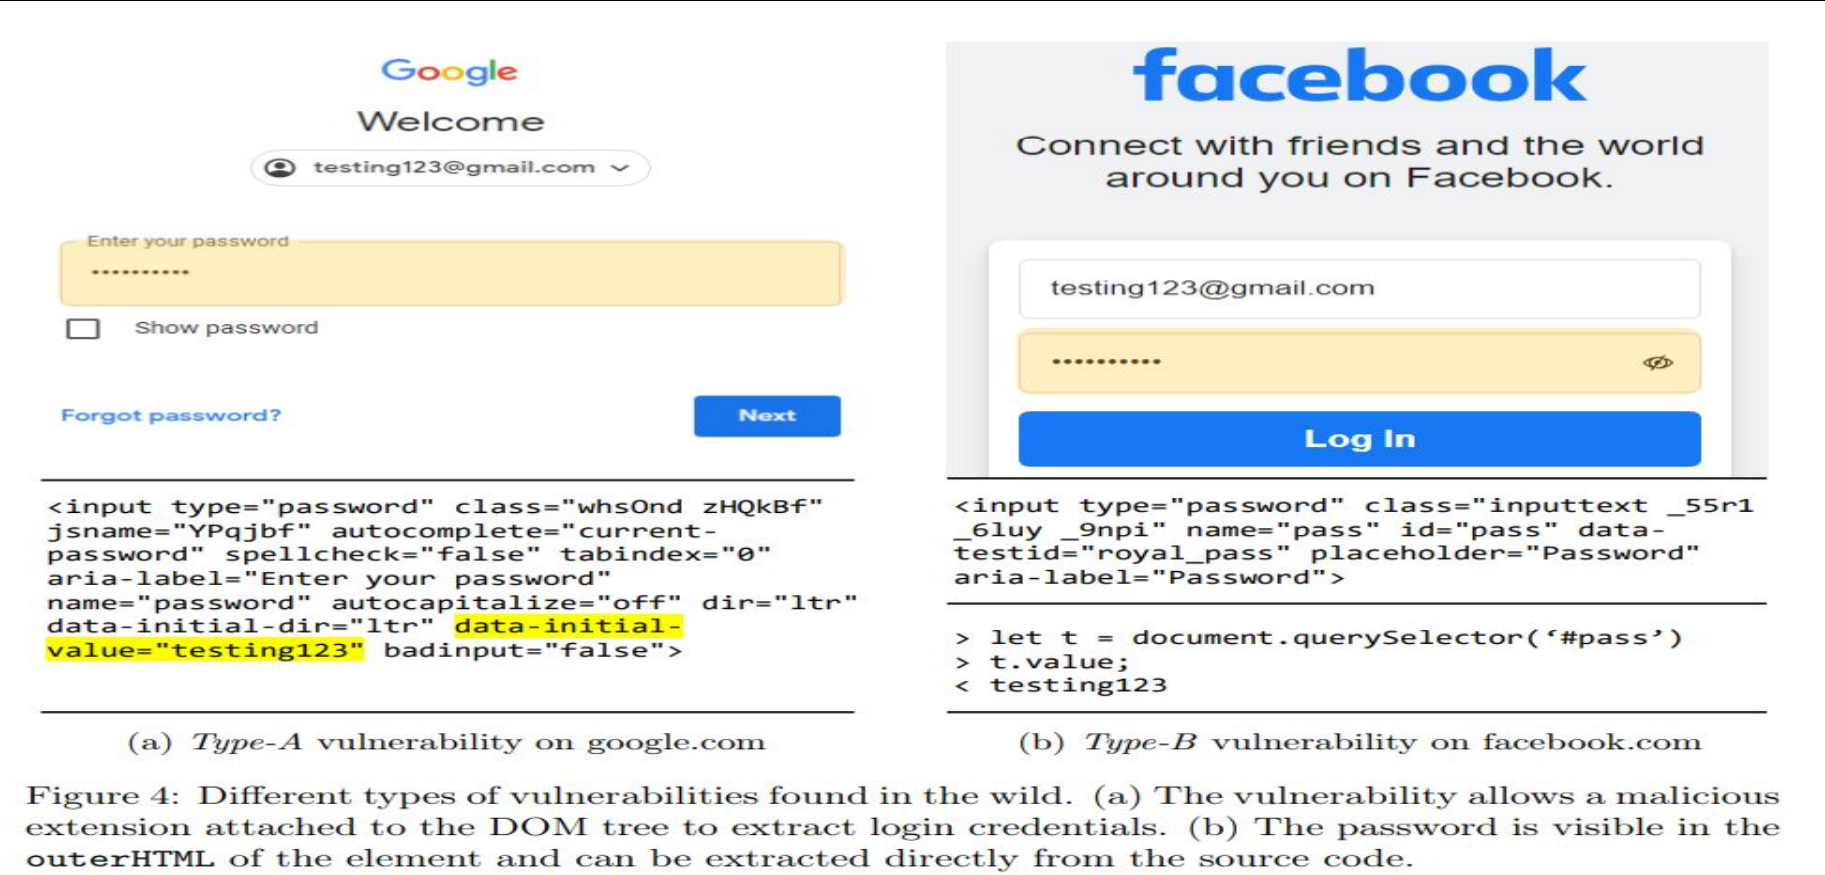 Google
Welcome
testing123@gmail.com
Enter your password
••••••••••
Show password
Forgot password?
Next
<input type="password" class="whsOnd zHQkBf"
jsname="YPqjbf" autocomplete="current-
password" spellcheck="false" tabindex="0"
aria-label="Enter your password"
name="password" autocapitalize="off" dir="ltr"
data-initial-dir="ltr" data-initial-
value="testing123" badinput="false">
(a) Type-A vulnerability on google.com
facebook
Connect with friends and the world
around you on Facebook.
testing123@gmail.com
••••••••••
Log In
<input type="password" class="inputtext _55r1
_6luy _9npi" name="pass" id="pass" data-
testid="royal_pass" placeholder="Password"
aria-label="Password">
> let t = document.querySelector(‘#pass’)
> t.value;
< testing123
(b) Type-B vulnerability on facebook.com
Figure 4: Different types of vulnerabilities found in the wild. (a) The vulnerability allows a malicious
extension attached to the DOM tree to extract login credentials. (b) The password is visible in the
outerHTML of the element and can be extracted directly from the source code.